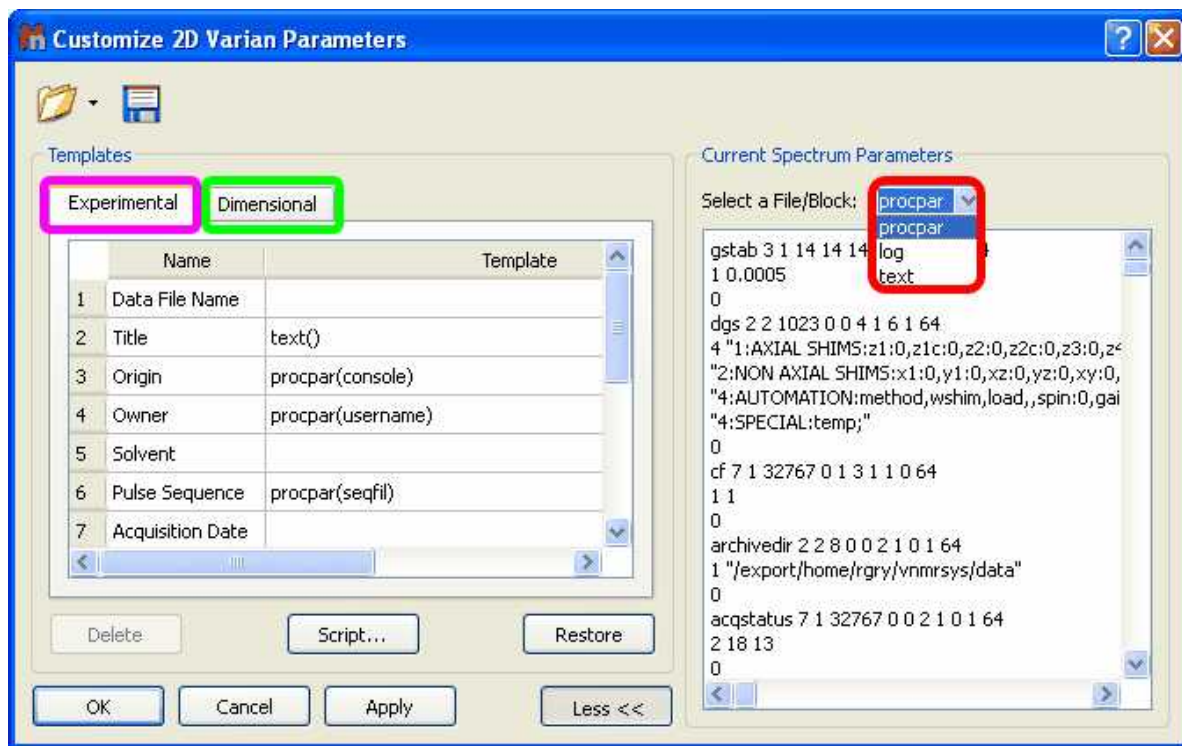 Customize 2D Varian Parameters
Templates
Experimental
Dimensional
Name Template
1 Data File Name
2 Title text()
3 Origin procpar(console)
4 Owner procpar(username)
5 Solvent
6 Pulse Sequence procpar(seqfil)
7 Acquisition Date
Delete
Script...
Restore
OK
Cancel
Apply
Less <<
Current Spectrum Parameters
Select a File/Block: procpar
procpar
log
text
gstab 3 1 14 14 14
1 0.0005
0
dgs 2 2 1023 0 0 4 1 6 1 64
4 "1:AXIAL SHIMS:z1:0,z1c:0,z2:0,z2c:0,z3:0,z4
"2:NON AXIAL SHIMS:x1:0,y1:0,xz:0,yz:0,xy:0,
"4:AUTOMATION:method,wshim,load,,spin:0,gai
"4:SPECIAL:temp;"
0
cf 7 1 32767 0 1 3 1 1 0 64
1 1
0
archivedir 2 2 8 0 0 2 1 0 1 64
1 "/export/home/rgry/vnmrsys/data"
0
acqstatus 7 1 32767 0 0 2 1 0 1 64
2 18 13
0